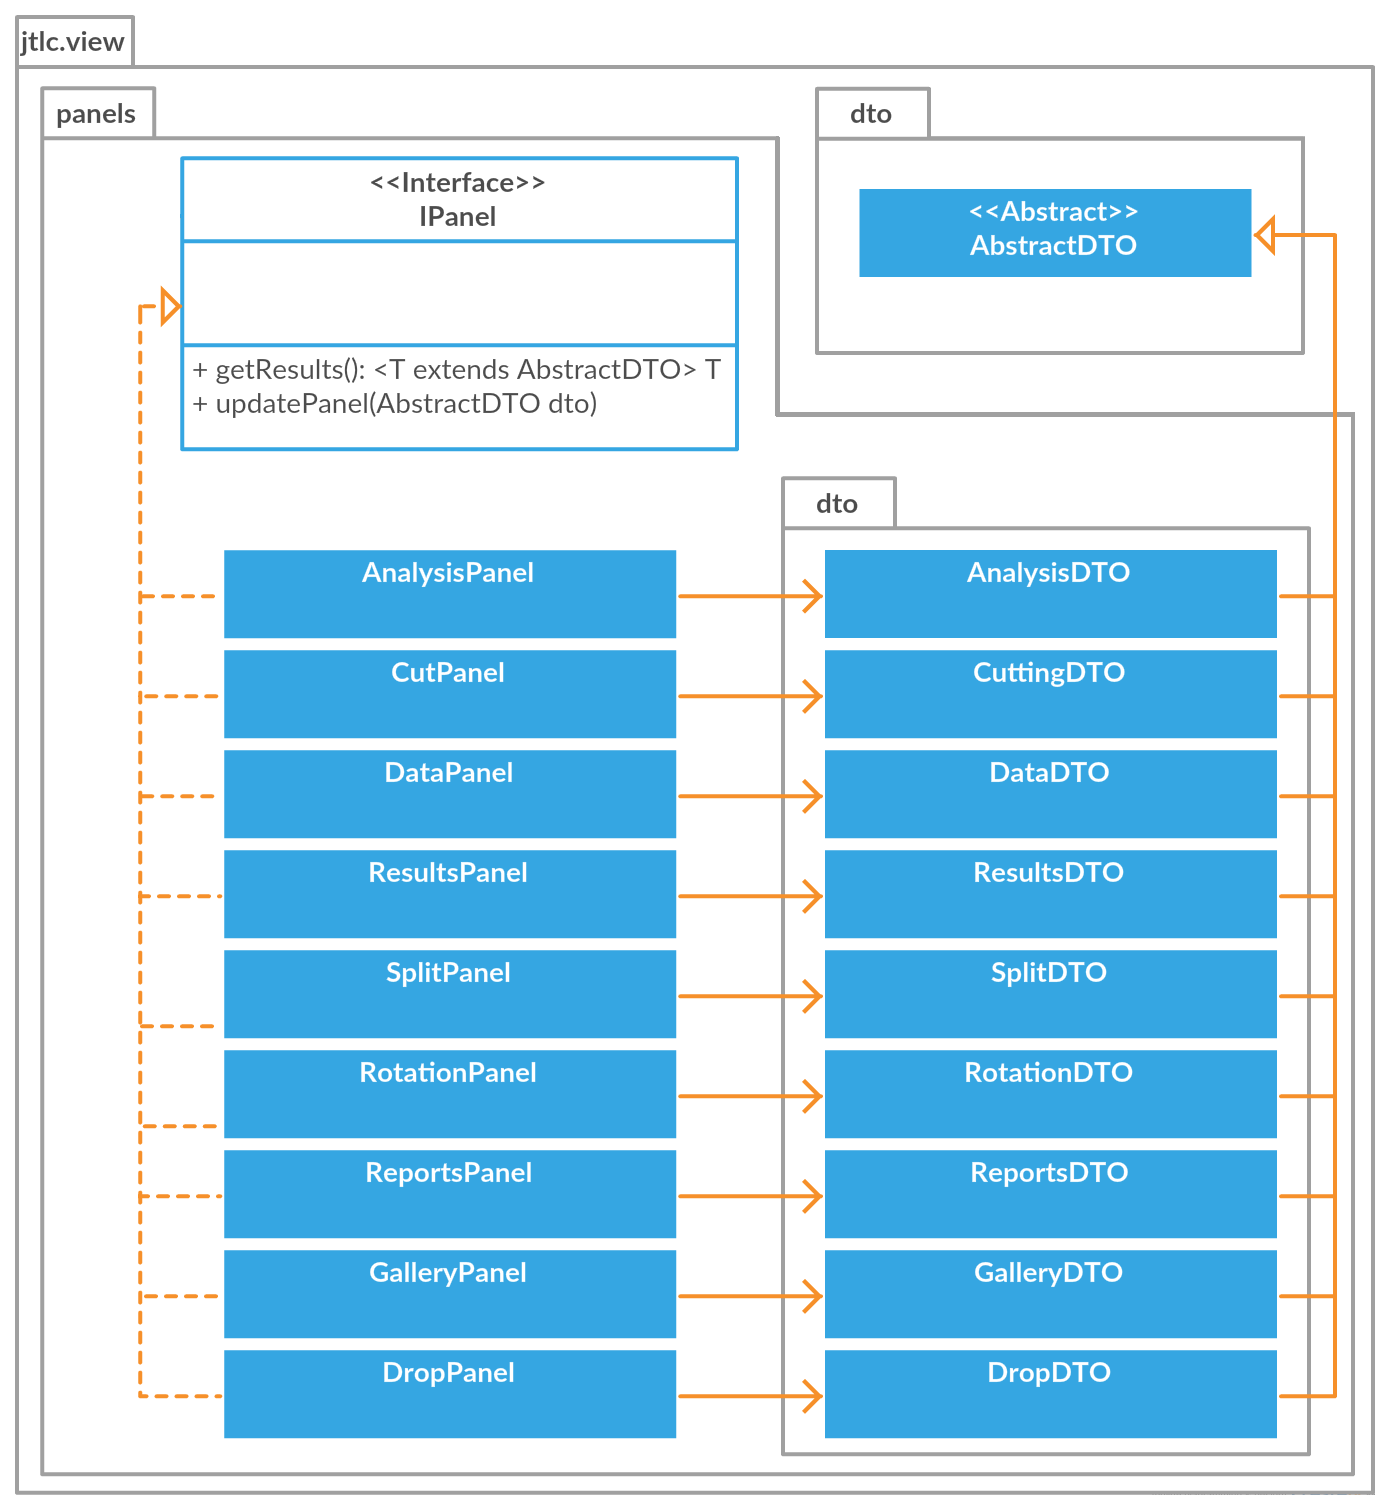 jtlc.view
panels
dto
<<Interface>>
IPanel
<<Abstract>>
AbstractDTO
+ getResults(): <T extends AbstractDTO> T
+ updatePanel(AbstractDTO dto)
dto
AnalysisPanel
AnalysisDTO
CutPanel
CuttingDTO
DataPanel
DataDTO
ResultsPanel
ResultsDTO
SplitPanel
SplitDTO
RotationPanel
RotationDTO
ReportsPanel
ReportsDTO
GalleryPanel
GalleryDTO
DropPanel
DropDTO